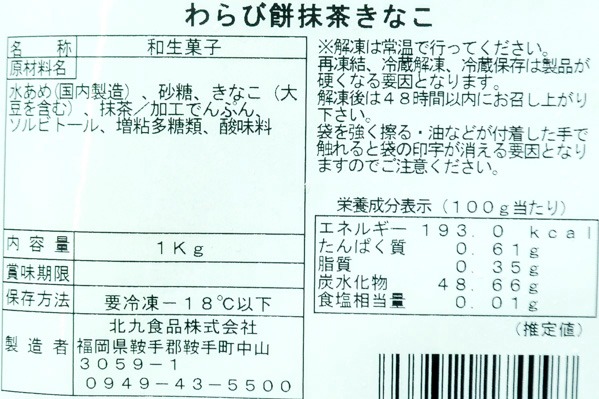 わらび餅抹茶きなこ
名称 和生菓子
原材料名
水あめ(国内製造)、砂糖、きなこ(大
豆を含む)、抹茶/加工でんぷん、
ソルビトール、増粘多糖類、酸味料
内容量 1Kg
賞味期限
保存方法 要冷凍-18℃以下
製造者 北九食品株式会社
福岡県鞍手郡鞍手町中山
3059-1
0949-43-5500
※解凍は常温で行ってください。
再凍結、冷蔵解凍、冷蔵保存は製品が
硬くなる要因となります。
解凍後は48時間以内にお召し上がり
下さい。
袋を強く擦る・油などが付着した手で
触れると袋の印字が消える要因となり
ますのでご注意ください。
栄養成分表示(100g当たり)
エネルギー 193.0kcal
たんぱく質 0.61g
脂質 0.35g
炭水化物 48.66g
食塩相当量 0.01g
(推定値)